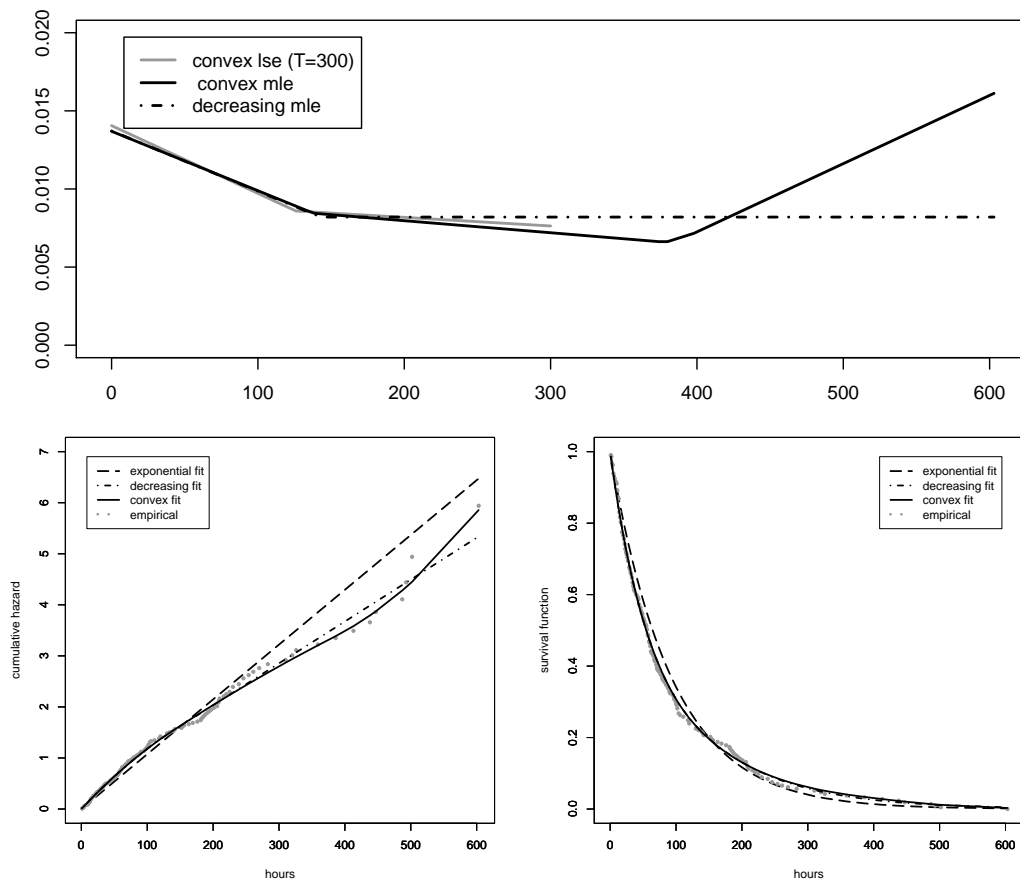 0.020
0.015
0.010
0.005
0.000
convex lse (T=300)
convex mle
decreasing mle
0 100 200 300 400 500 600
cumulative hazard
7
6
5
4
3
2
1
0
exponential fit
decreasing fit
convex fit
empirical
0 100 200 300 400 500 600
hours
survival function
1.0
0.8
0.6
0.4
0.2
0.0
exponential fit
decreasing fit
convex fit
empirical
0 100 200 300 400 500 600
hours